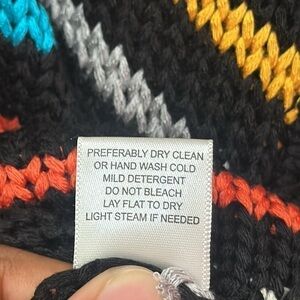 PREFERABLY DRY CLEAN
OR HAND WASH COLD
MILD DETERGENT
DO NOT BLEACH
LAY FLAT TO DRY
LIGHT STEAM IF NEEDED